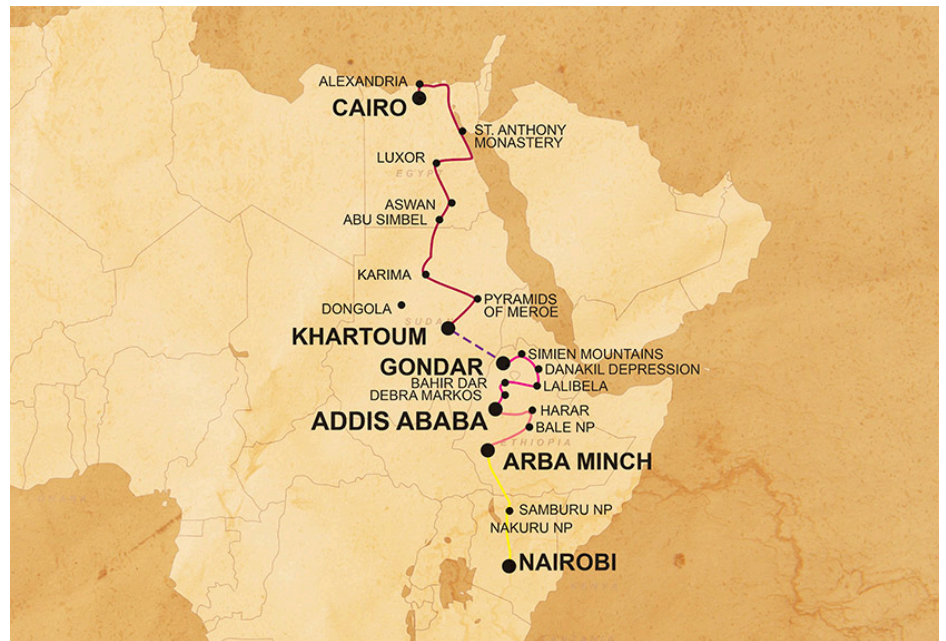 ALEXANDRIA
CAIRO
ST. ANTHONY
MONASTERY
LUXOR
EGYPT
ASWAN
ABU SIMBEL
KARIMA
PYRAMIDS
OF MEROE
DONGOLA
SUDAN
KHARTOUM
SIMIEN MOUNTAINS
GONDAR
DANAKIL DEPRESSION
BAHIR DAR
LALIBELA
DEBRA MARKOS
HARAR
ADDIS ABABA
BALE NP
ETHIOPIA
ARBA MINCH
SAMBURU NP
NAKURU NP
NAIROBI